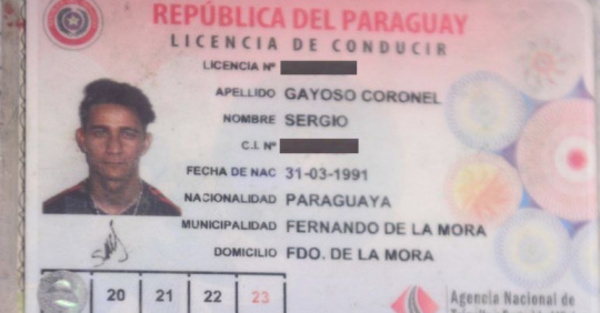 REPÚBLICA DEL PARAGUAY
LICENCIA DE CONDUCIR
LICENCIA Nº
APELLIDO GAYOSO CORONEL
NOMBRE SERGIO
C.I. Nº
FECHA DE NAC 31-03-1991
NACIONALIDAD PARAGUAYA
MUNICIPALIDAD FERNANDO DE LA MORA
DOMICILIO FDO. DE LA MORA
20 21 22 23
Agencia Nacional de